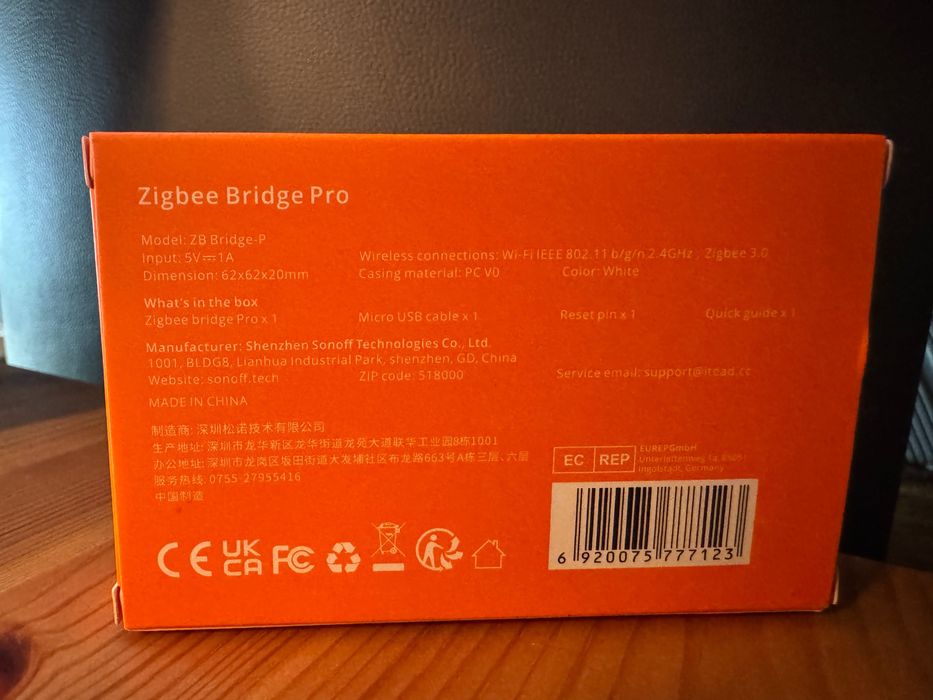 Zigbee Bridge Pro
Model: ZB Bridge-P
Input: 5V⎓1A
Wireless connections: Wi-Fi IEEE 802.11 b/g/n 2.4GHz , Zigbee 3.0
Dimension: 62x62x20mm
Casing material: PC V0
Color: White
What's in the box
Zigbee bridge Pro x 1
Micro USB cable x 1
Reset pin x 1
Quick guide x 1
Manufacturer: Shenzhen Sonoff Technologies Co., Ltd.
1001, BLDG8, Lianhua Industrial Park, shenzhen, GD, China
Website: sonoff.tech
ZIP code: 518000
Service email: support@itead.cc
MADE IN CHINA
制造商: 深圳松诺技术有限公司
生产地址: 深圳市龙华新区龙华街道龙苑大道联华工业园8栋1001
办公地址: 深圳市龙岗区坂田街道大发埔社区布龙路663号A栋三层、六层
服务热线: 0755-27955416
中国制造
EC REP
EUREPGmbH
Unterlettenweg 1a, 85051
Ingolstadt, Germany
CE UK CA FC
6 920075 777123